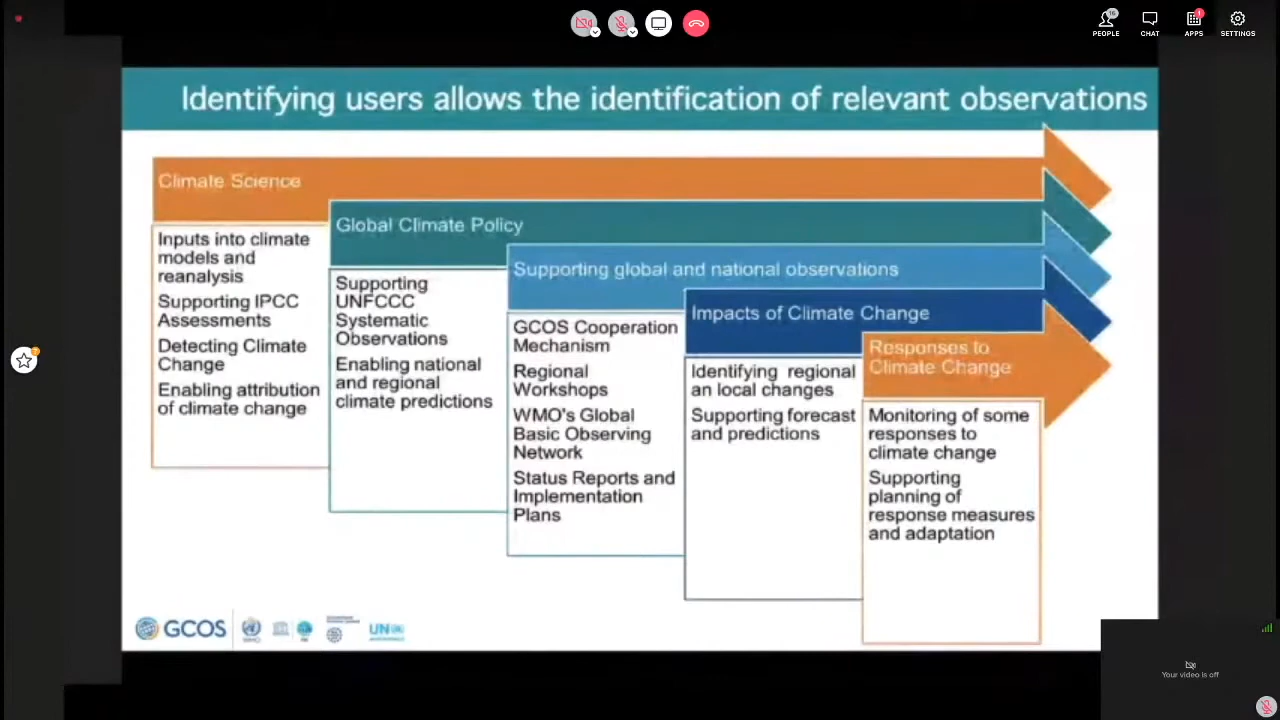 16
1
PEOPLE
CHAT
APPS
SETTINGS
Identifying users allows the identification of relevant observations
Climate Science
Inputs into climate
models and
reanalysis
Supporting IPCC
Assessments
Detecting Climate
Change
Enabling attribution
of climate change
Global Climate Policy
Supporting
UNFCCC
Systematic
Observations
Enabling national
and regional
climate predictions
Supporting global and national observations
GCOS Cooperation
Mechanism
Regional
Workshops
WMO's Global
Basic Observing
Network
Status Reports and
Implementation
Plans
Impacts of Climate Change
Identifying regional
an local changes
Supporting forecast
and predictions
Responses to
Climate Change
Monitoring of some
responses to
climate change
Supporting
planning of
response measures
and adaptation
GCOS
UN
Your video is off